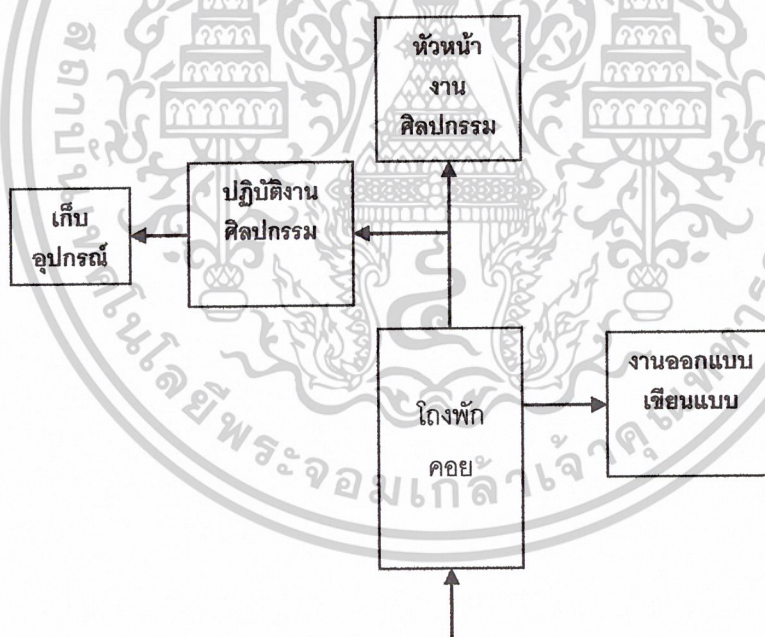 หัวหน้า
งาน
ศิลปกรรม
ปฏิบัติงาน
ศิลปกรรม
เก็บ
อุปกรณ์
โถงพัก
คอย
งานออกแบบ
เขียนแบบ